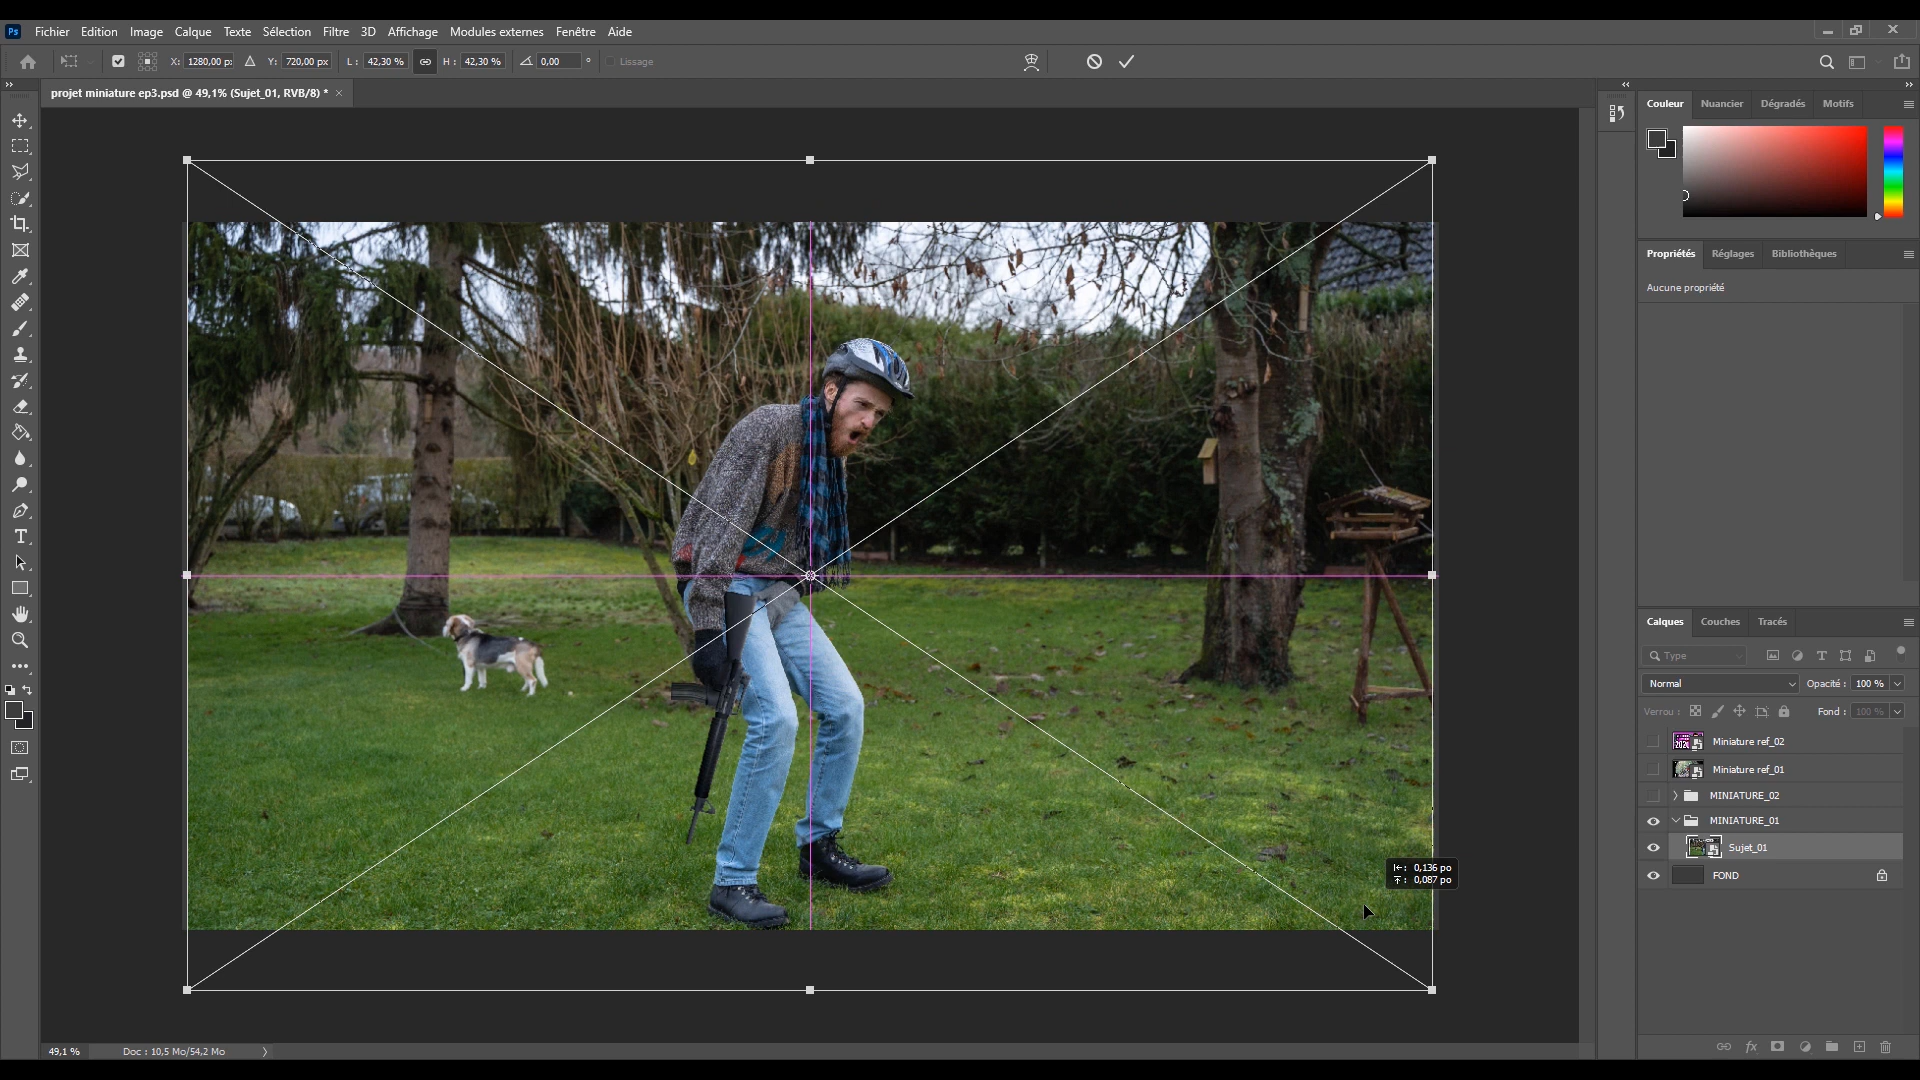 Ps Fichier Edition Image Calque Texte Sélection Filtre 3D Affichage Modules externes Fenêtre Aide
X: 1280,00 p Y: 720,00 px L : 42,30 % H : 42,30 % 0,00 ° Lissage
projet miniature ep3.psd @ 49,1% (Sujet_01, RVB/8) * ×
Couleur Nuancier Dégradés Motifs
Propriétés Réglages Bibliothèques
Aucune propriété
Calques Couches Tracés
Type
Normal Opacité : 100 %
Verrou : Fond : 100 %
Miniature ref_02
Miniature ref_01
MINIATURE_02
MINIATURE_01
Sujet_01
FOND
fx
: 0,136 po
: 0,087 po
49,1 % Doc : 10,5 Mo/54,2 Mo